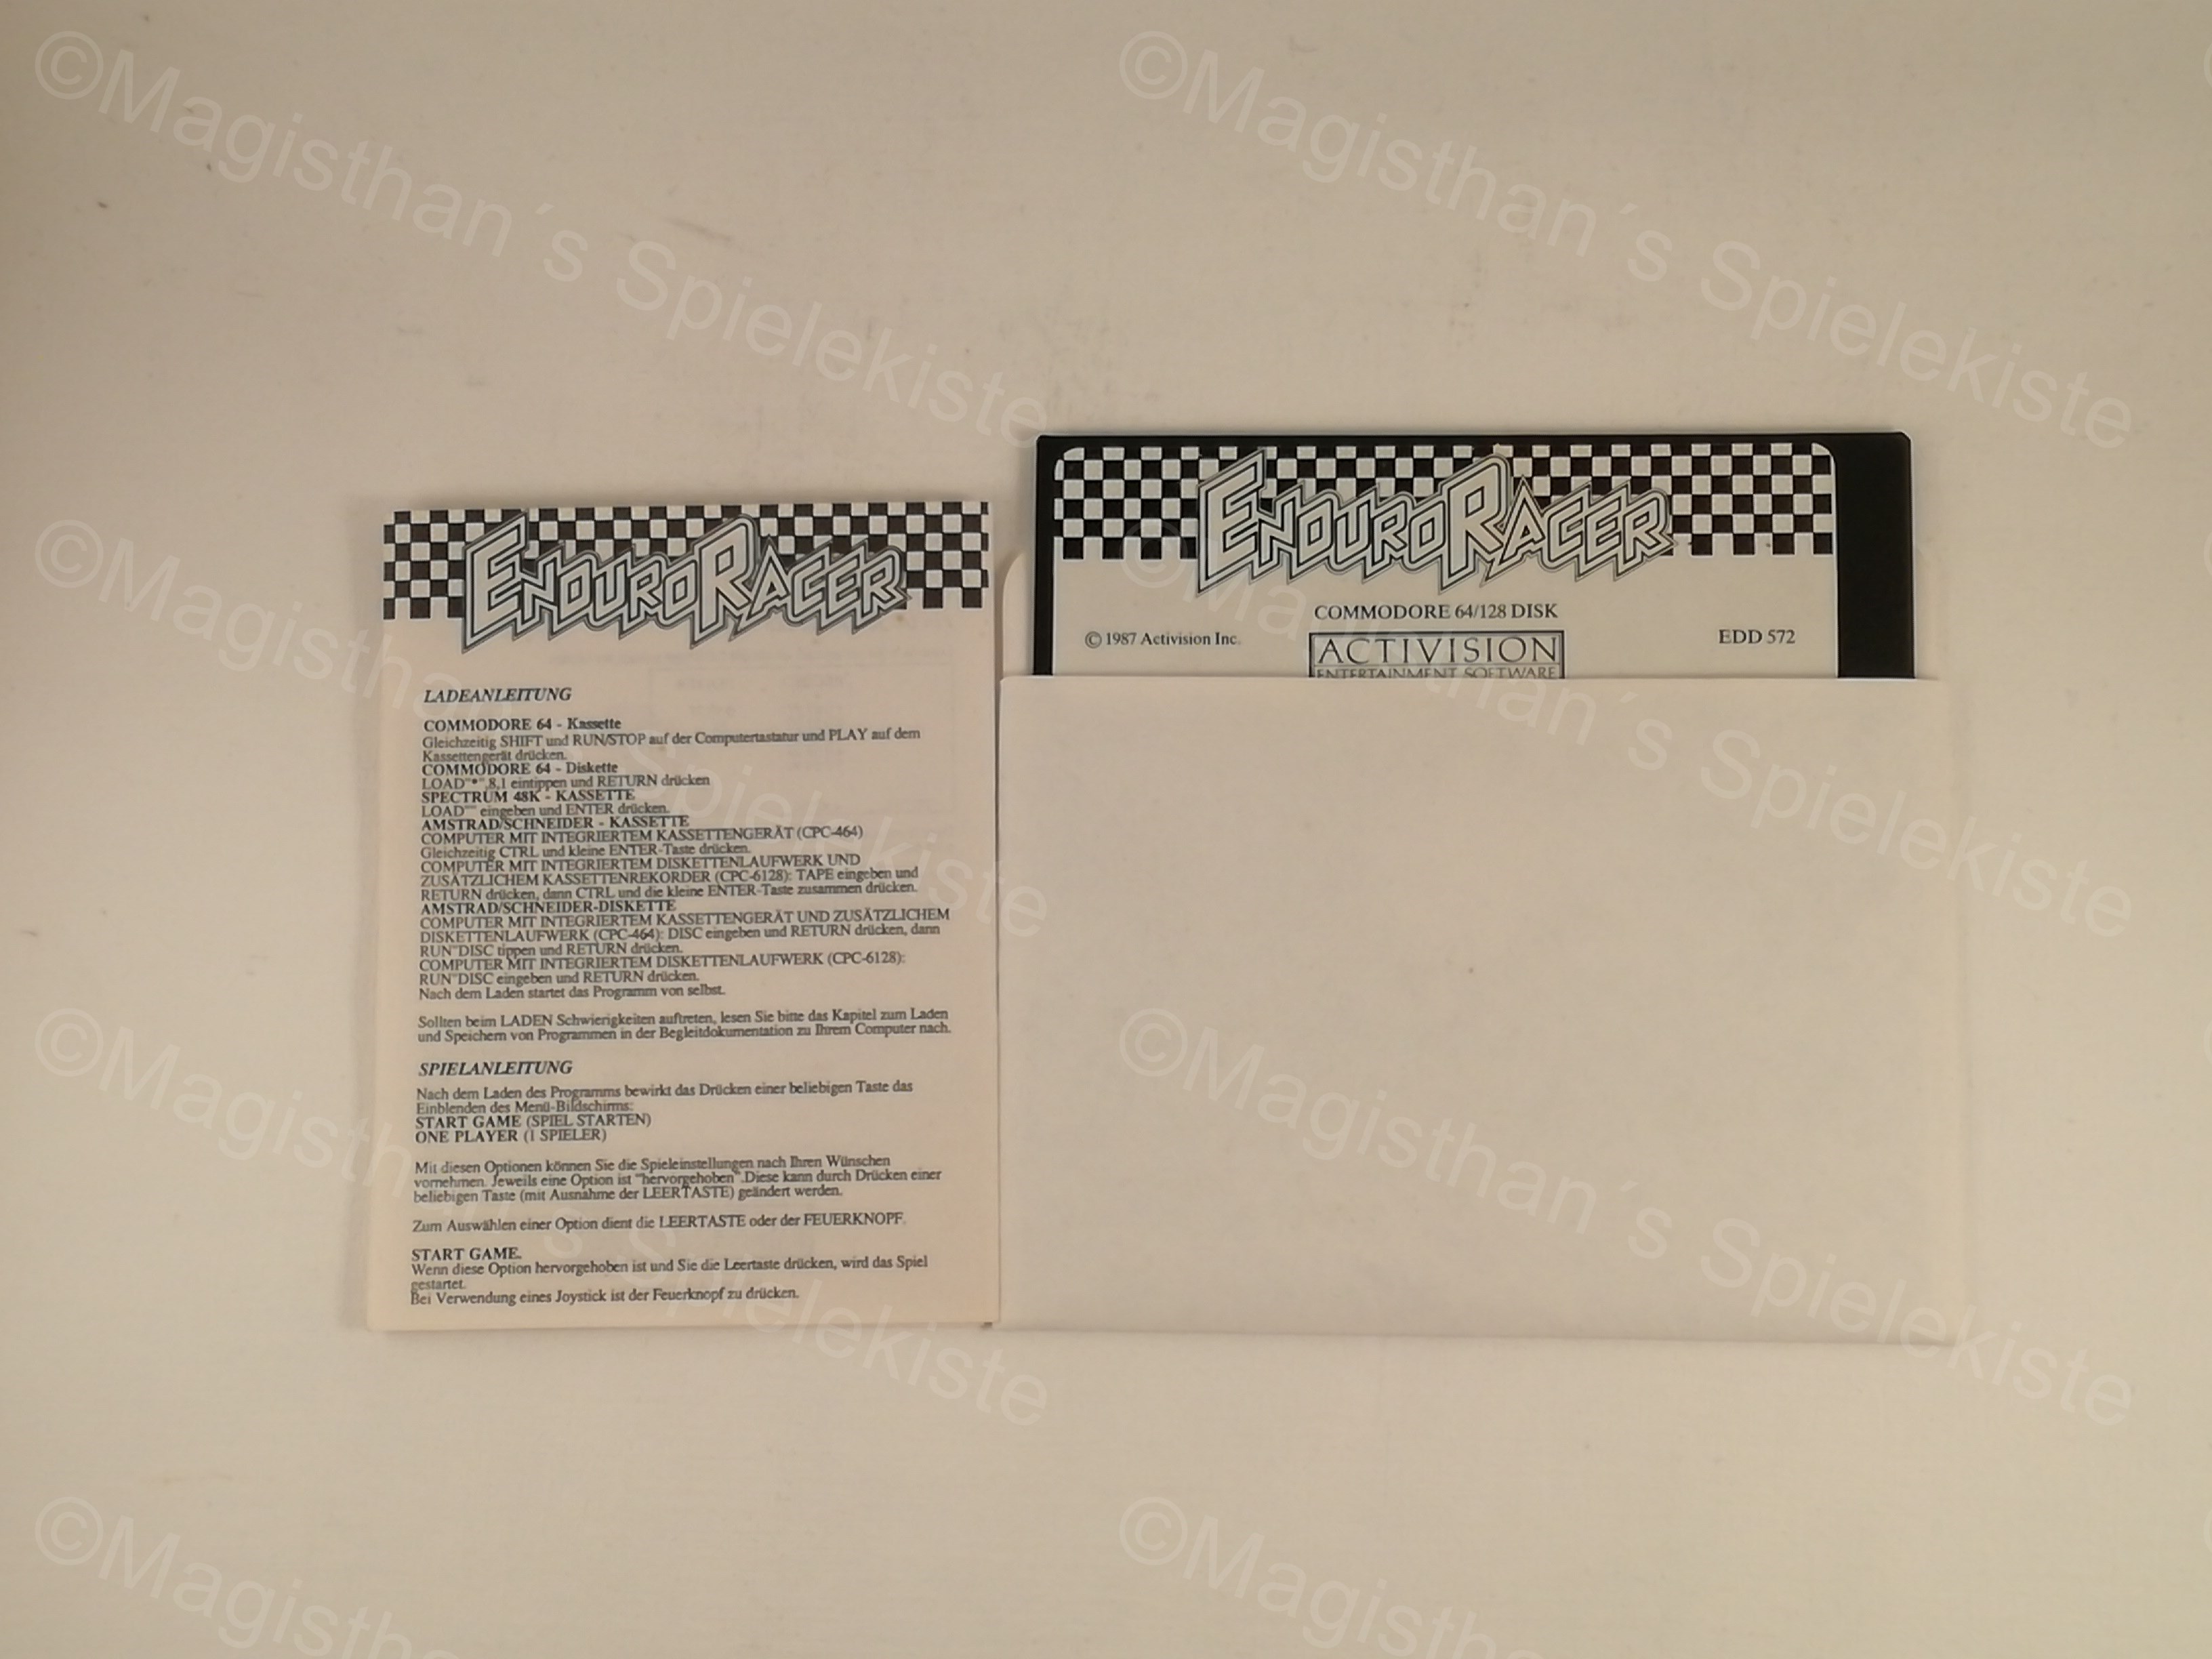 ENDURORACER
LADEANLEITUNG
COMMODORE 64 - Kassette
Gleichzeitig SHIFT und RUN/STOP auf der Computertastatur und PLAY auf dem
Kassettengerät drücken.
COMMODORE 64 - Diskette
LOAD"*",8,1 eintippen und RETURN drücken
SPECTRUM 48K - KASSETTE
LOAD"" eingeben und ENTER drücken.
AMSTRAD/SCHNEIDER - KASSETTE
COMPUTER MIT INTEGRIERTEM KASSETTENGERÄT (CPC-464)
Gleichzeitig CTRL und kleine ENTER-Taste drücken.
COMPUTER MIT INTEGRIERTEM DISKETTENLAUFWERK UND
ZUSÄTZLICHEM KASSETTENREKORDER (CPC-6128): TAPE eingeben und
RETURN drücken, dann CTRL und die kleine ENTER-Taste zusammen drücken.
AMSTRAD/SCHNEIDER-DISKETTE
COMPUTER MIT INTEGRIERTEM KASSETTENGERÄT UND ZUSÄTZLICHEM
DISKETTENLAUFWERK (CPC-464): DISC eingeben und RETURN drücken, dann
RUN"DISC tippen und RETURN drücken.
COMPUTER MIT INTEGRIERTEM DISKETTENLAUFWERK (CPC-6128):
RUN"DISC eingeben und RETURN drücken.
Nach dem Laden startet das Programm von selbst.
Sollten beim LADEN Schwierigkeiten auftreten, lesen Sie bitte das Kapitel zum Laden
und Speichern von Programmen in der Begleitdokumentation zu Ihrem Computer nach.
SPIELANLEITUNG
Nach dem Laden des Programms bewirkt das Drücken einer beliebigen Taste das
Einblenden des Menü-Bildschirms:
START GAME (SPIEL STARTEN)
ONE PLAYER (1 SPIELER)
Mit diesen Optionen können Sie die Spieleinstellungen nach Ihren Wünschen
vornehmen. Jeweils eine Option ist "hervorgehoben".Diese kann durch Drücken einer
beliebigen Taste (mit Ausnahme der LEERTASTE) geändert werden.
Zum Auswählen einer Option dient die LEERTASTE oder der FEUERKNOPF.
START GAME.
Wenn diese Option hervorgehoben ist und Sie die Leertaste drücken, wird das Spiel
gestartet.
Bei Verwendung eines Joystick ist der Feuerknopf zu drücken.
ENDURORACER
COMMODORE 64/128 DISK
© 1987 Activision Inc.
EDD 572
ACTIVISION
ENTERTAINMENT SOFTWARE
©Magisthan´s Spielekiste
©Magisthan´s Spielekiste
©Magisthan´s Spielekiste
©Magisthan´s Spielekiste
©Magisthan´s Spielekiste
©Magisthan´s Spielekiste
©Magistha
©Magistha